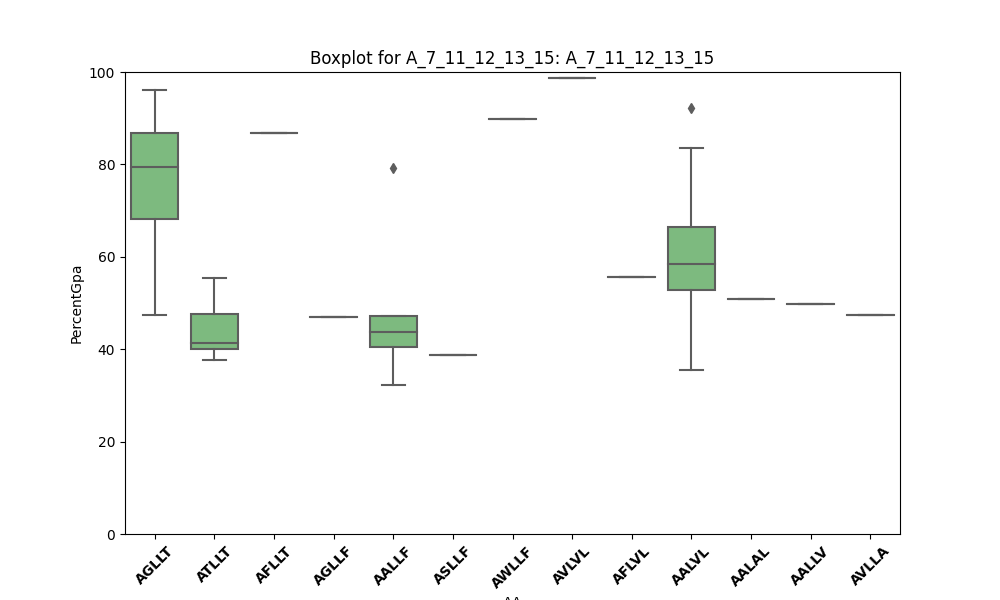 Boxplot for A_7_11_12_13_15: A_7_11_12_13_15
100
80
60
40
20
0
PercentGpa
AGLLT
ATLLT
AFLLT
AGLLF
AALLF
ASLLF
AWLLF
AVLVL
AFLVL
AALVL
AALAL
AALLV
AVLLA